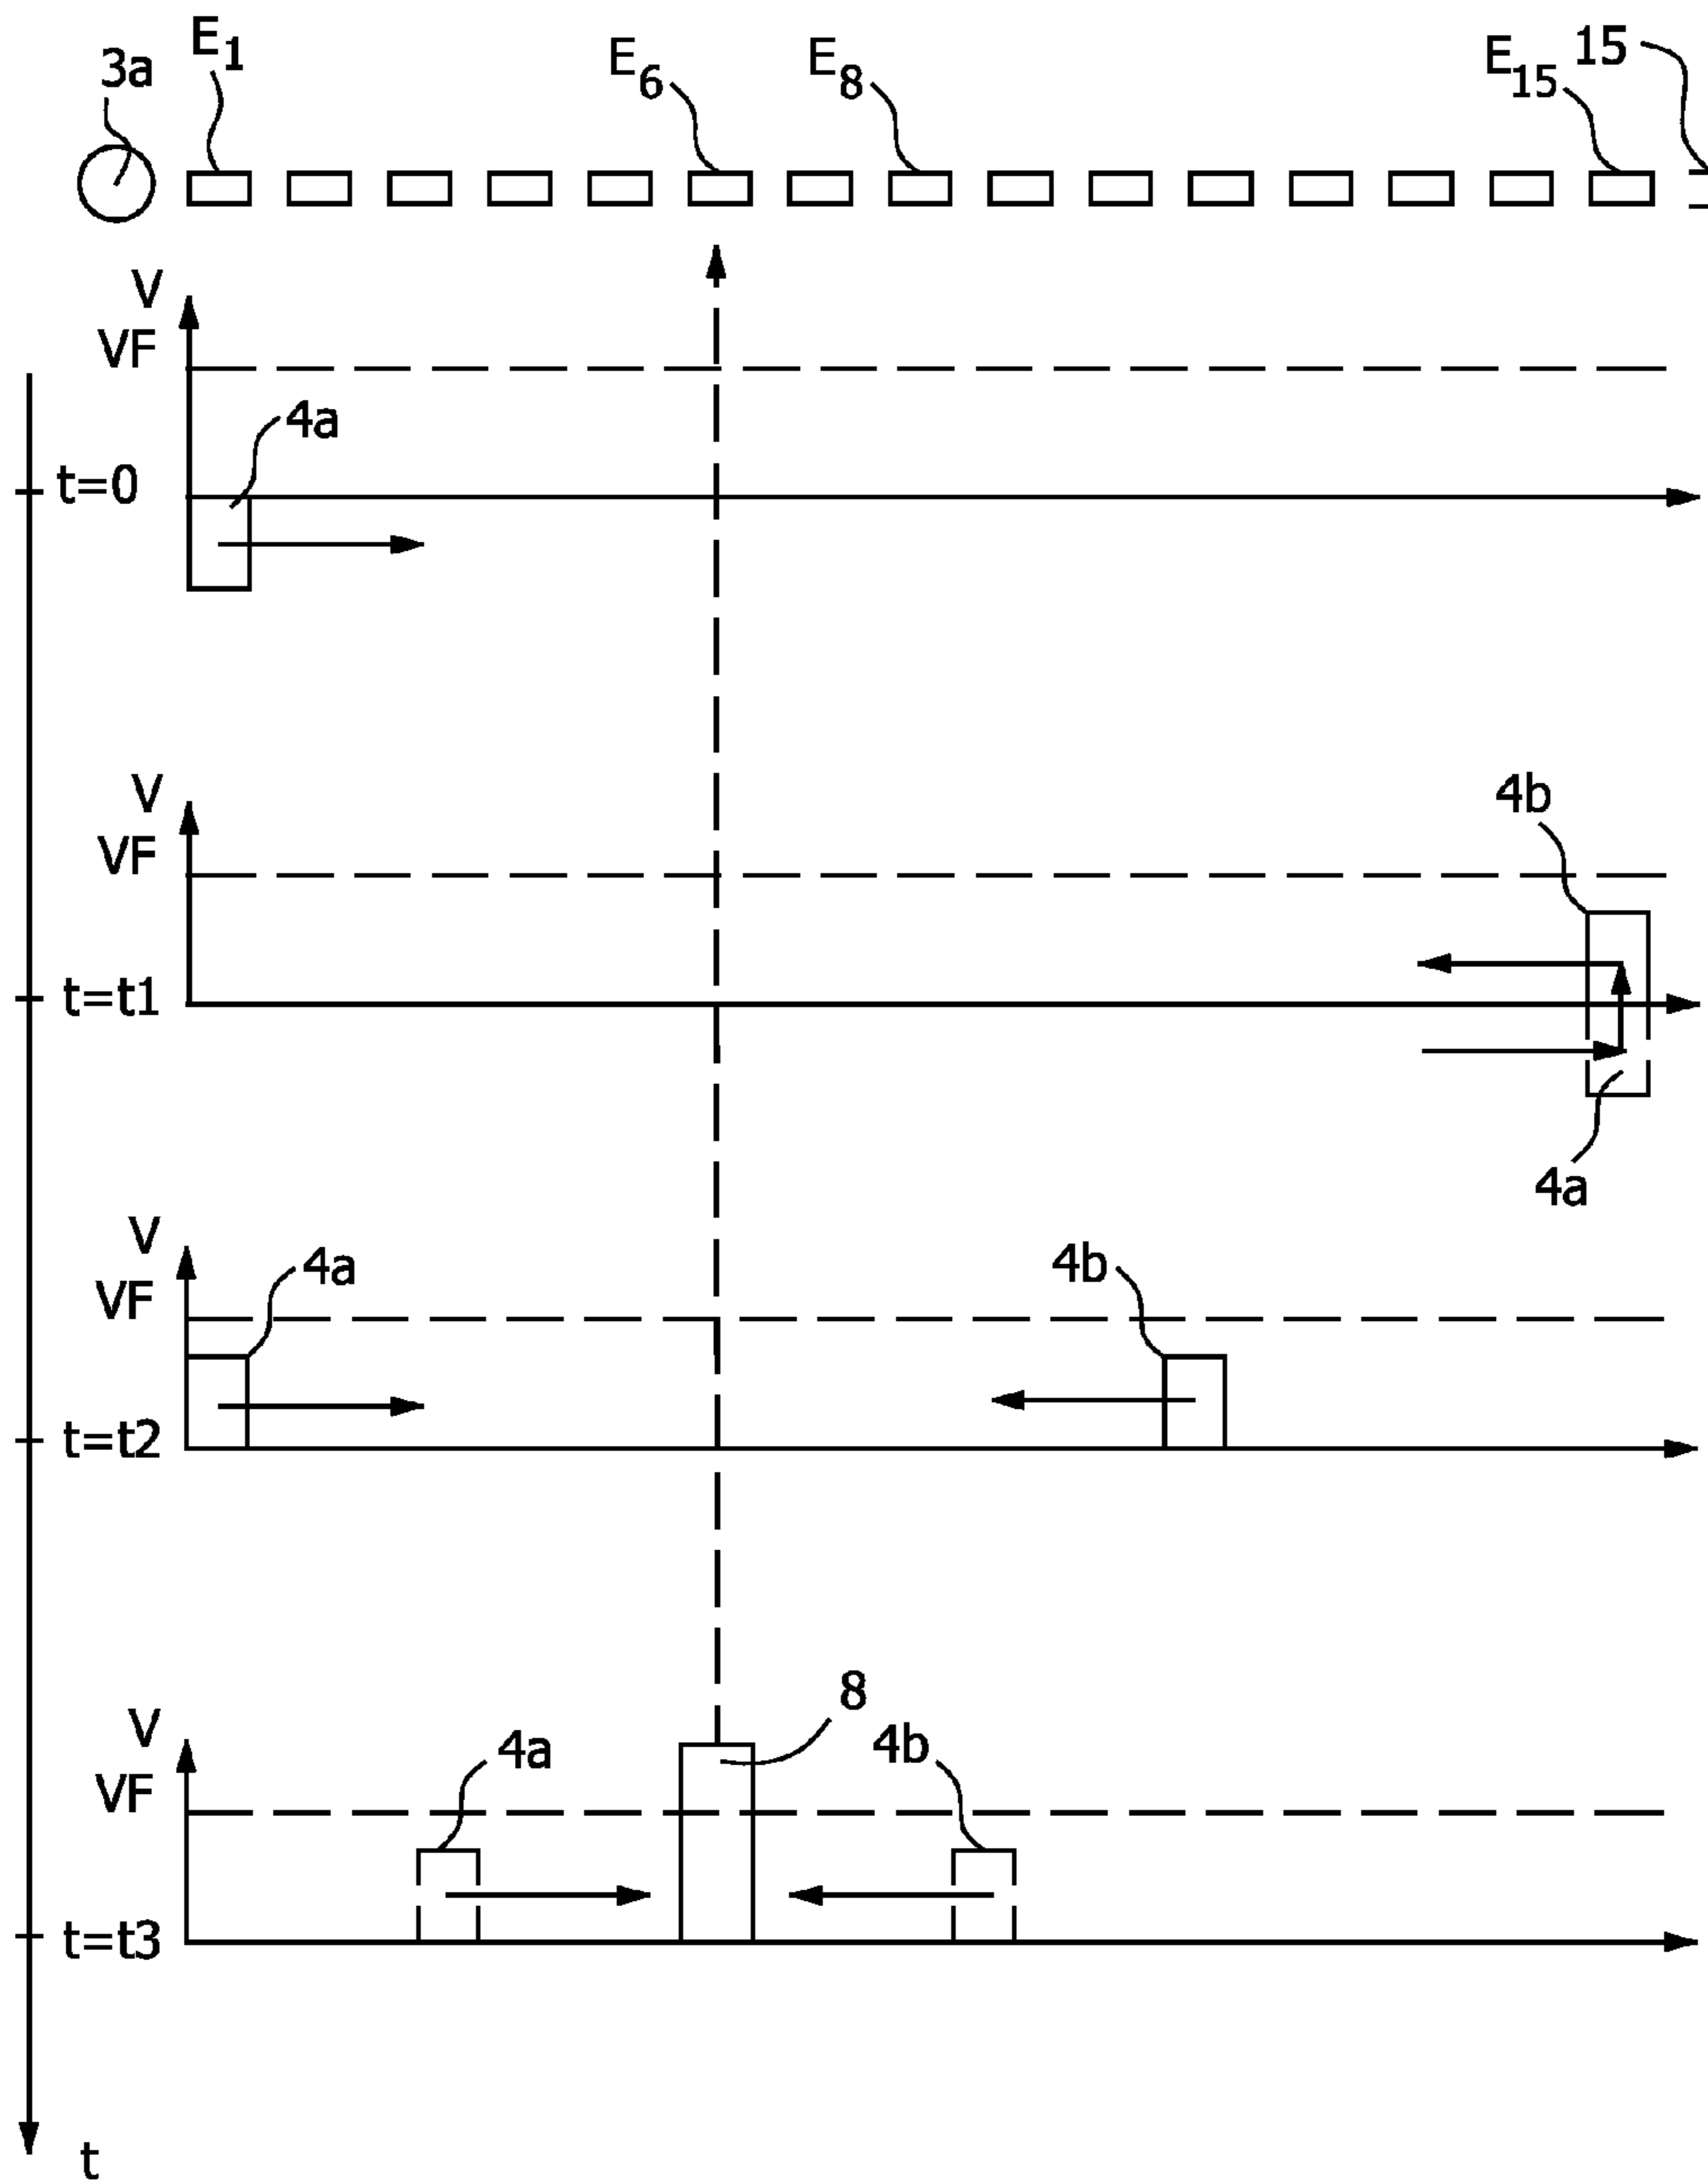 3a E₁ E₆ E₈ E₁₅ 15
V
VF
4a
t=0
V
4b
VF
t=t1
4a
V
4a 4b
VF
t=t2
8
V
4a 4b
VF
t=t3
t